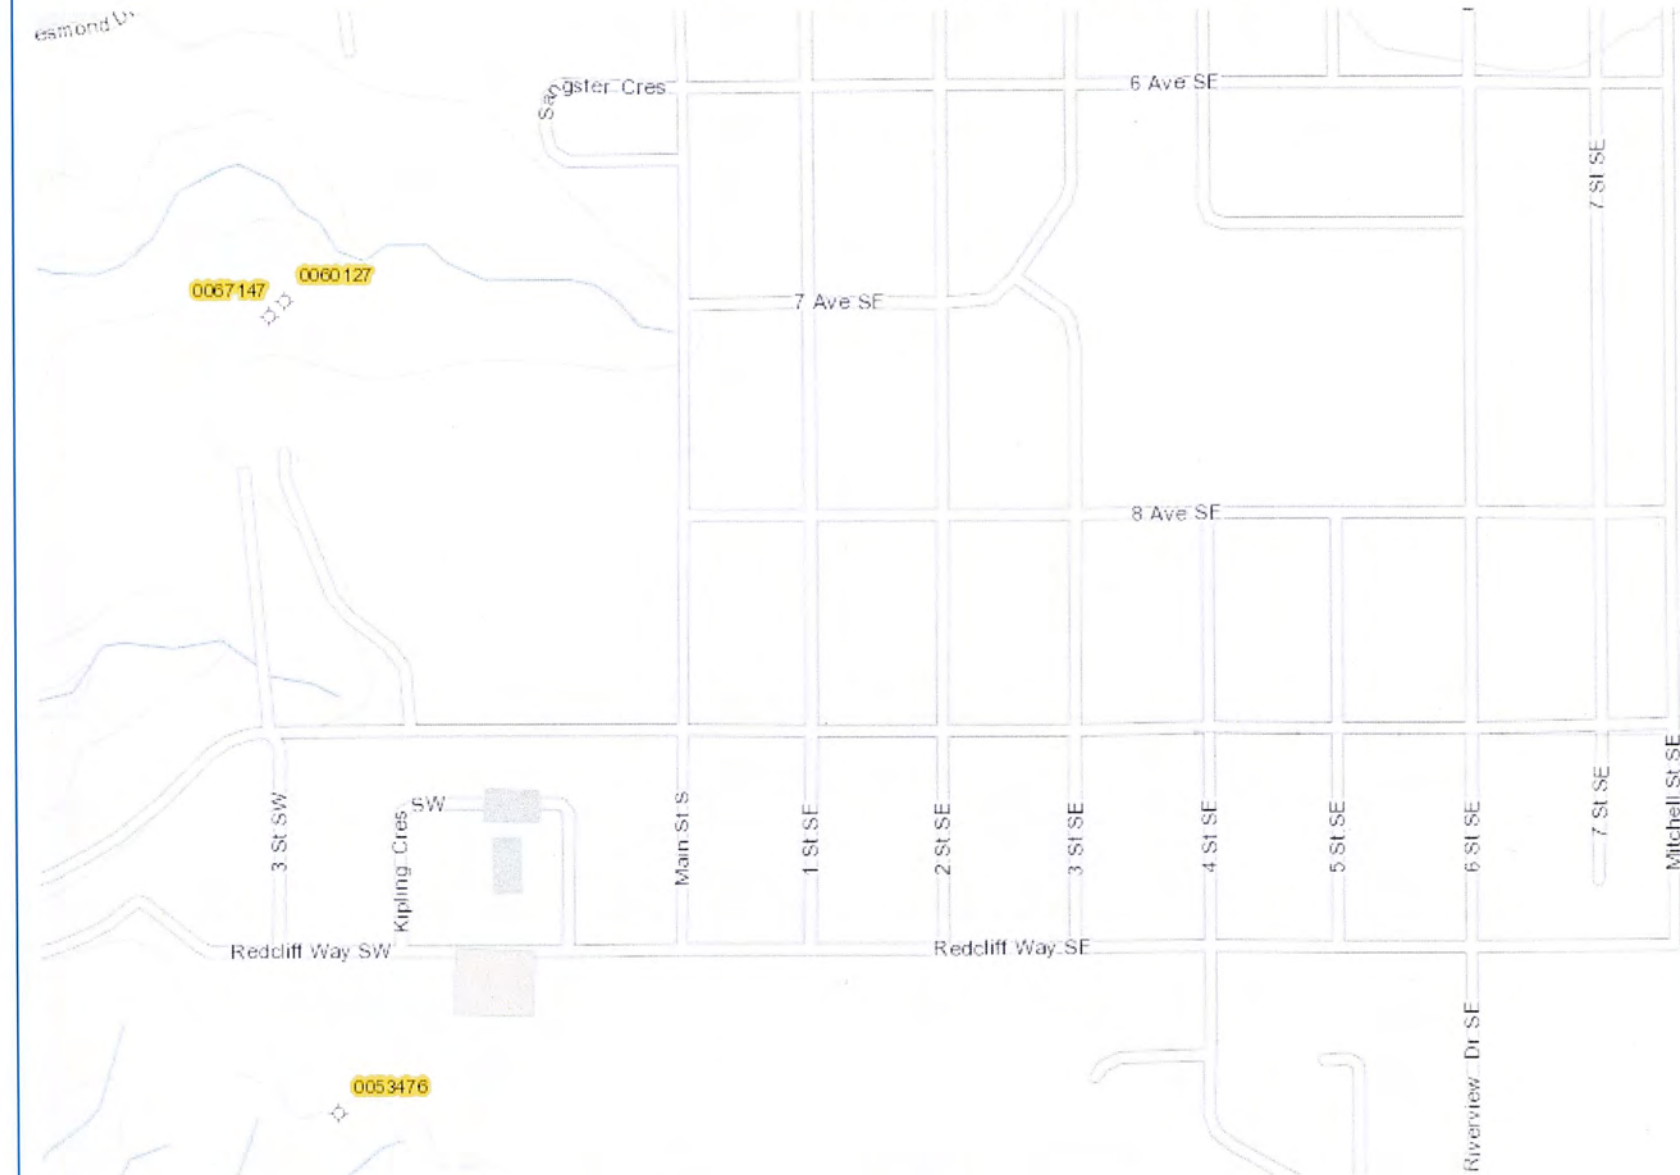 esmond Dr
Sangster Cres
6 Ave SE
7 St SE
0067147
0060127
7 Ave SE
8 Ave SE
3 St SW
Kipling Cres SW
Main St S
1 St SE
2 St SE
3 St SE
4 St SE
5 St SE
6 St SE
7 St SE
Mitchell St SE
Redcliff Way SW
Redcliff Way SE
0053476
Riverview Dr SE